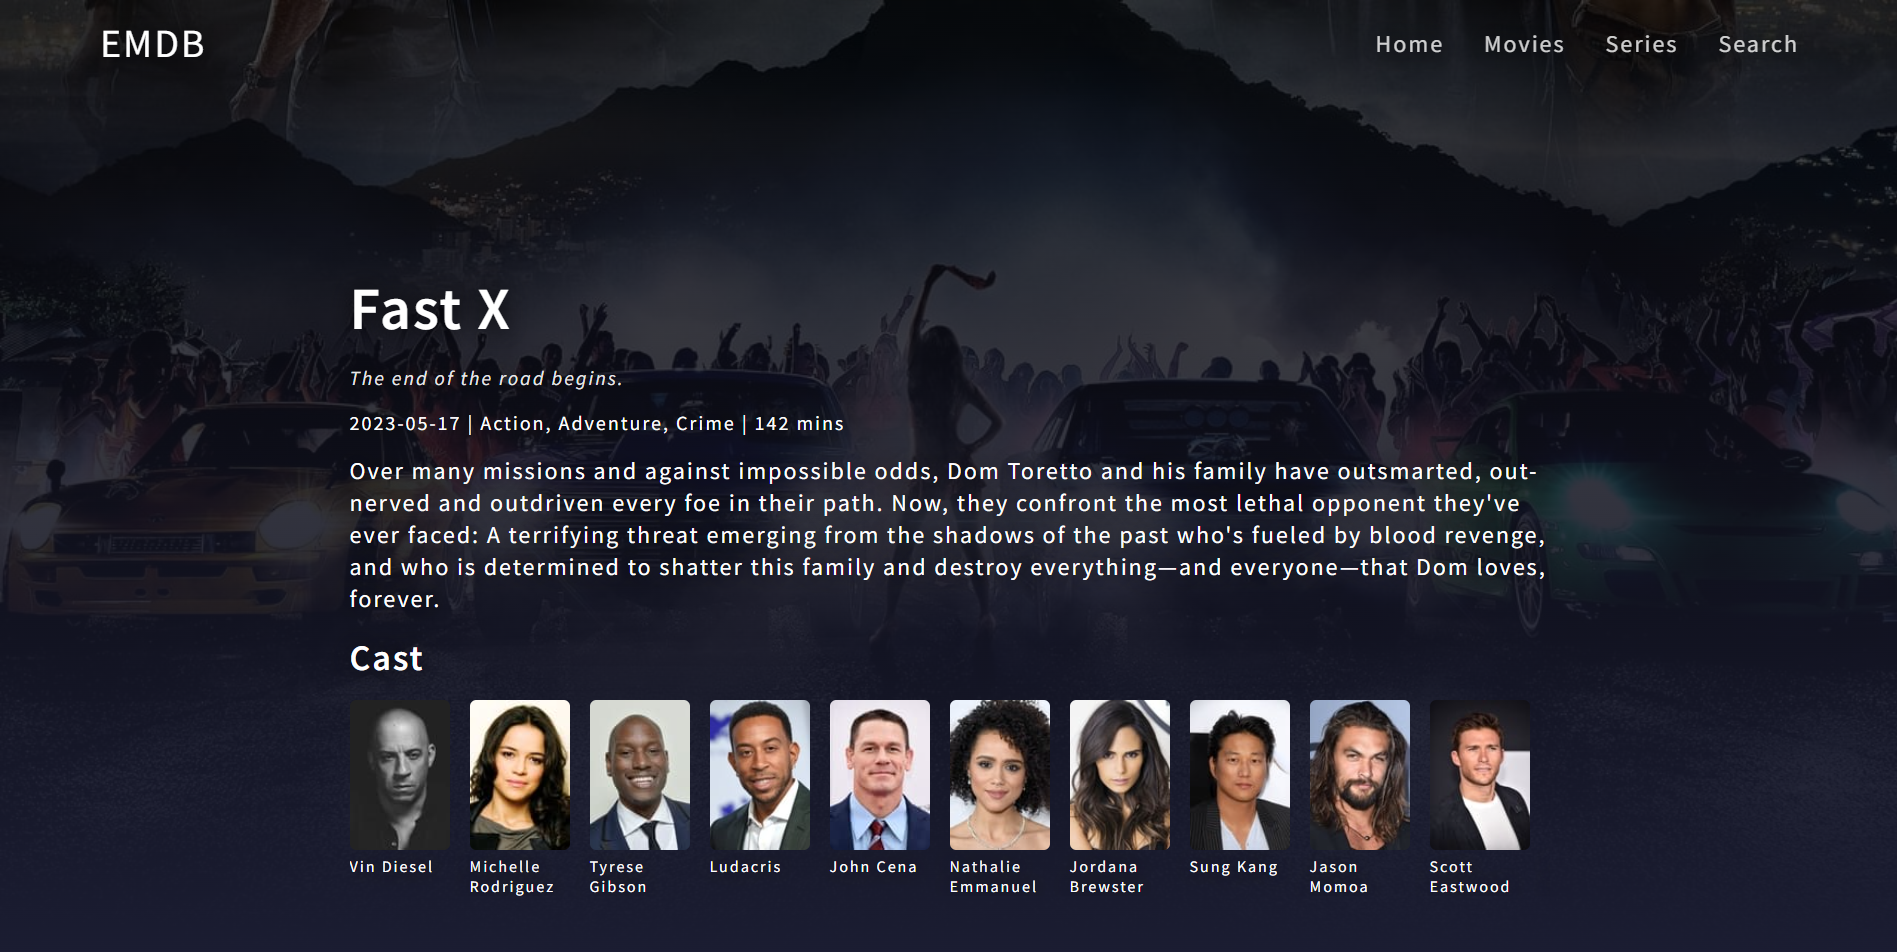 EMDB
Home Movies Series Search
Fast X
The end of the road begins.
2023-05-17 | Action, Adventure, Crime | 142 mins
Over many missions and against impossible odds, Dom Toretto and his family have outsmarted, out-
nerved and outdriven every foe in their path. Now, they confront the most lethal opponent they've
ever faced: A terrifying threat emerging from the shadows of the past who's fueled by blood revenge,
and who is determined to shatter this family and destroy everything—and everyone—that Dom loves,
forever.
Cast
Vin Diesel
Michelle
Rodriguez
Tyrese
Gibson
Ludacris
John Cena
Nathalie
Emmanuel
Jordana
Brewster
Sung Kang
Jason
Momoa
Scott
Eastwood